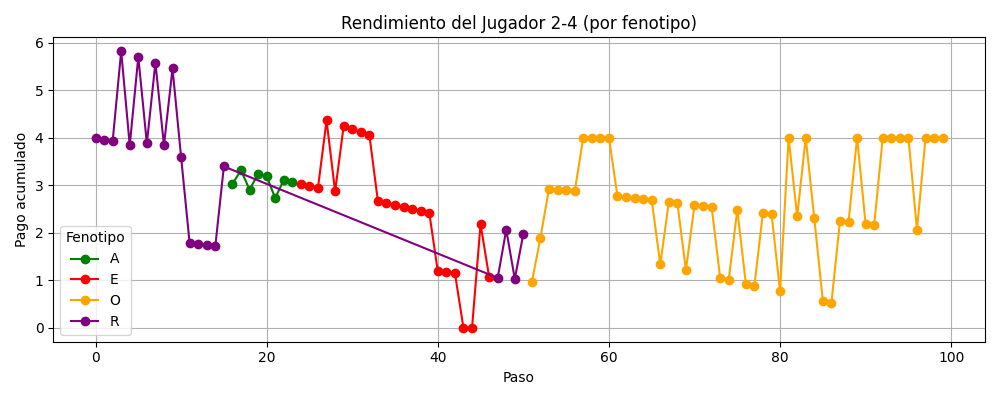 Rendimiento del Jugador 2-4 (por fenotipo)
Pago acumulado
6
5
4
3
2
1
0
Fenotipo
A
E
O
R
0 20 40 60 80 100
Paso